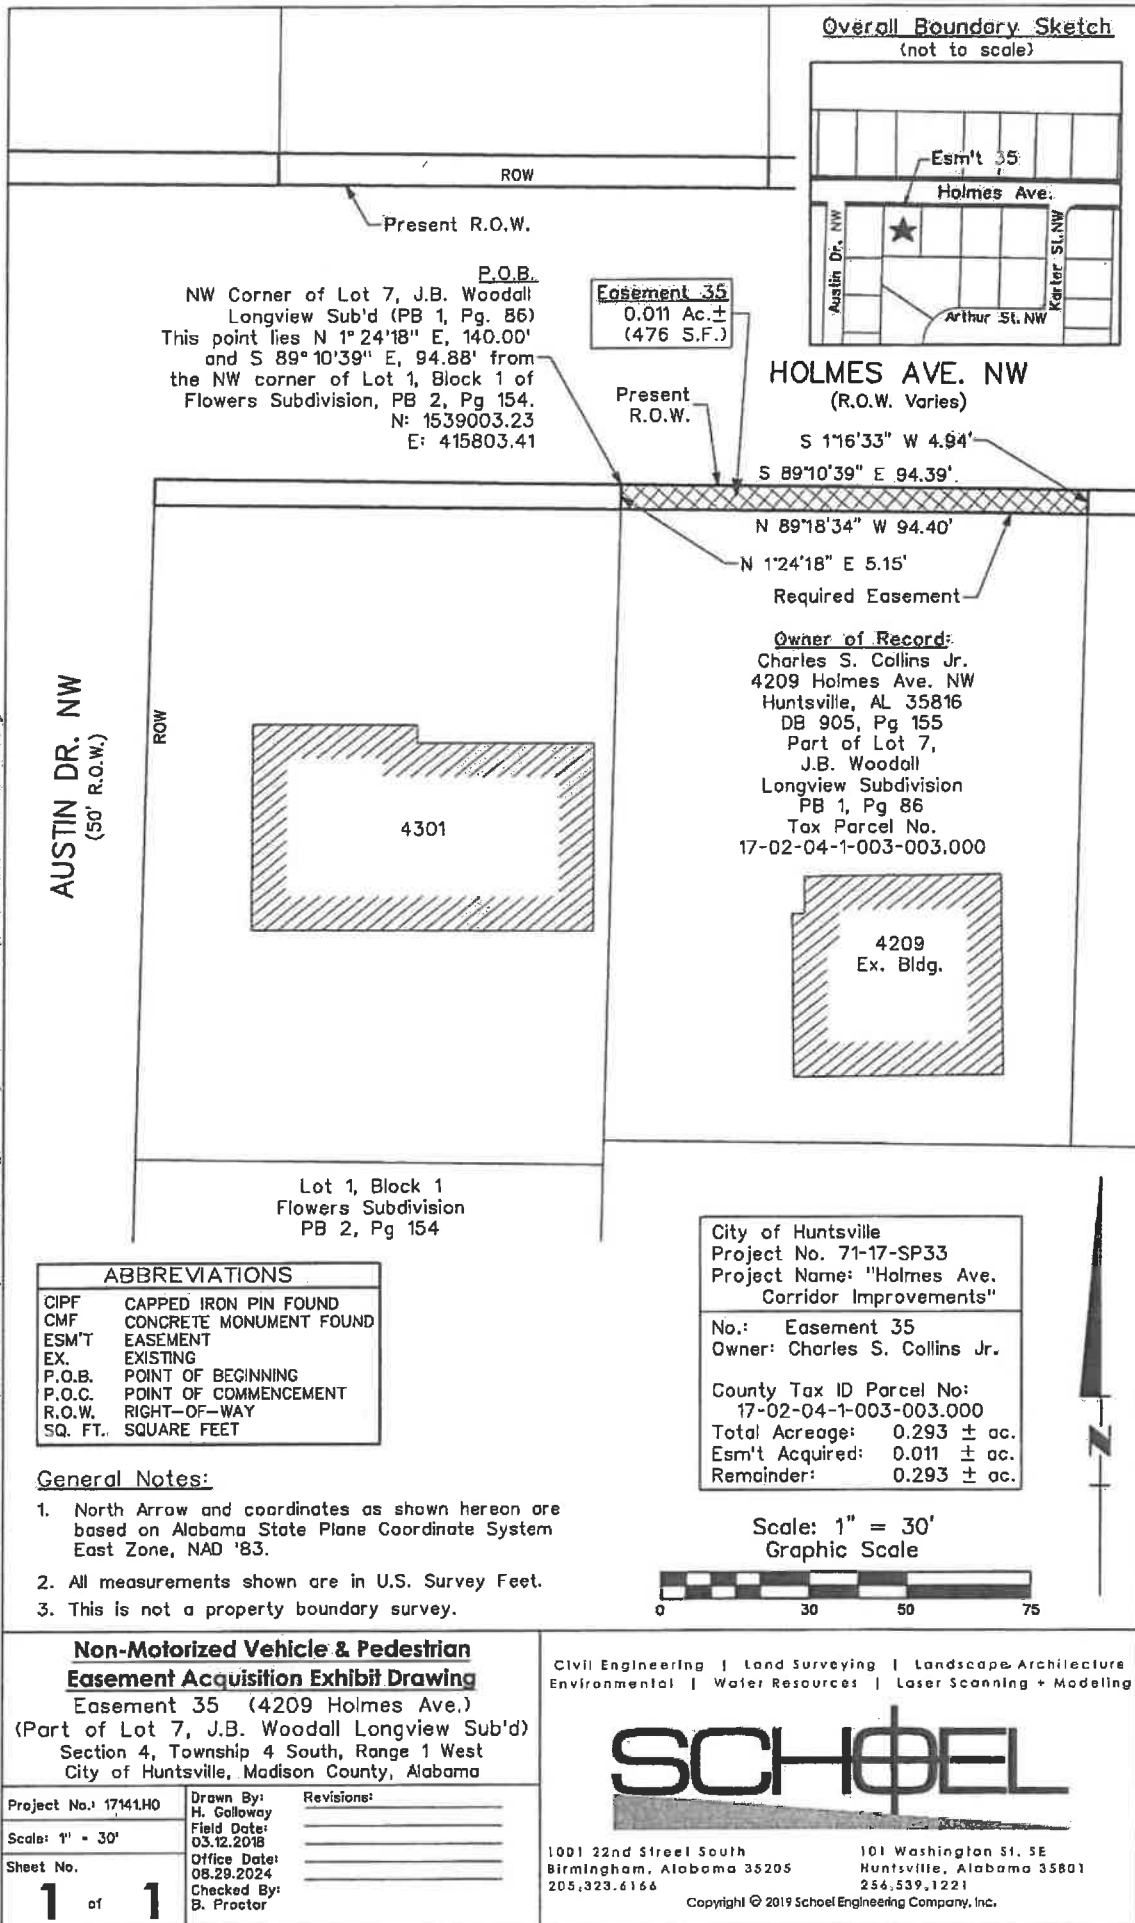 Overall Boundary Sketch
(not to scale)
Esm't 35
Holmes Ave.
Austin Dr. NW
Karter St. NW
Arthur St. NW
ROW
Present R.O.W.
P.O.B.
NW Corner of Lot 7, J.B. Woodall
Longview Sub'd (PB 1, Pg. 86)
This point lies N 1°24'18" E, 140.00'
and S 89°10'39" E, 94.88' from
the NW corner of Lot 1, Block 1 of
Flowers Subdivision, PB 2, Pg 154.
N: 1539003.23
E: 415803.41
Easement 35
0.011 Ac.±
(476 S.F.)
Present
R.O.W.
HOLMES AVE. NW
(R.O.W. Varies)
S 1°16'33" W 4.94'
S 89°10'39" E 94.39'
N 89°18'34" W 94.40'
N 1°24'18" E 5.15'
Required Easement
Owner of Record:
Charles S. Collins Jr.
4209 Holmes Ave. NW
Huntsville, AL 35816
DB 905, Pg 155
Part of Lot 7,
J.B. Woodall
Longview Subdivision
PB 1, Pg 86
Tax Parcel No.
17-02-04-1-003-003.000
AUSTIN DR. NW
(50' R.O.W.)
ROW
4301
4209
Ex. Bldg.
Lot 1, Block 1
Flowers Subdivision
PB 2, Pg 154
ABBREVIATIONS
CIPF CAPPED IRON PIN FOUND
CMF CONCRETE MONUMENT FOUND
ESM'T EASEMENT
EX. EXISTING
P.O.B. POINT OF BEGINNING
P.O.C. POINT OF COMMENCEMENT
R.O.W. RIGHT-OF-WAY
SQ. FT. SQUARE FEET
City of Huntsville
Project No. 71-17-SP33
Project Name: "Holmes Ave.
Corridor Improvements"
No.: Easement 35
Owner: Charles S. Collins Jr.
County Tax ID Parcel No:
17-02-04-1-003-003.000
Total Acreage: 0.293 ± ac.
Esm't Acquired: 0.011 ± ac.
Remainder: 0.293 ± ac.
N
General Notes:
1. North Arrow and coordinates as shown hereon are
based on Alabama State Plane Coordinate System
East Zone, NAD '83.
2. All measurements shown are in U.S. Survey Feet.
3. This is not a property boundary survey.
Scale: 1" = 30'
Graphic Scale
0 30 50 75
Non-Motorized Vehicle & Pedestrian
Easement Acquisition Exhibit Drawing
Easement 35 (4209 Holmes Ave.)
(Part of Lot 7, J.B. Woodall Longview Sub'd)
Section 4, Township 4 South, Range 1 West
City of Huntsville, Madison County, Alabama
Project No.: 17141.H0
Scale: 1" = 30'
Sheet No.
1 of 1
Drawn By:
H. Galloway
Field Date:
03.12.2018
Office Date:
08.29.2024
Checked By:
B. Proctor
Revisions:
Civil Engineering | Land Surveying | Landscape Architecture
Environmental | Water Resources | Laser Scanning + Modeling
SCHOEL
1001 22nd Street South
Birmingham, Alabama 35205
205.323.6166
101 Washington St. SE
Huntsville, Alabama 35801
256.539.1221
Copyright © 2019 Schoel Engineering Company, Inc.